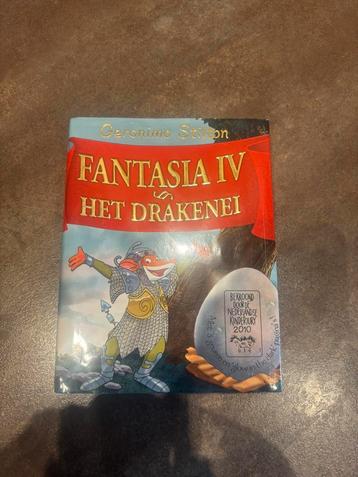 Geronimo Stilton
FANTASIA IV
HET DRAKENEI
BEKROOND
DOOR DE
NEDERLANDSE
KINDERJURY
2010